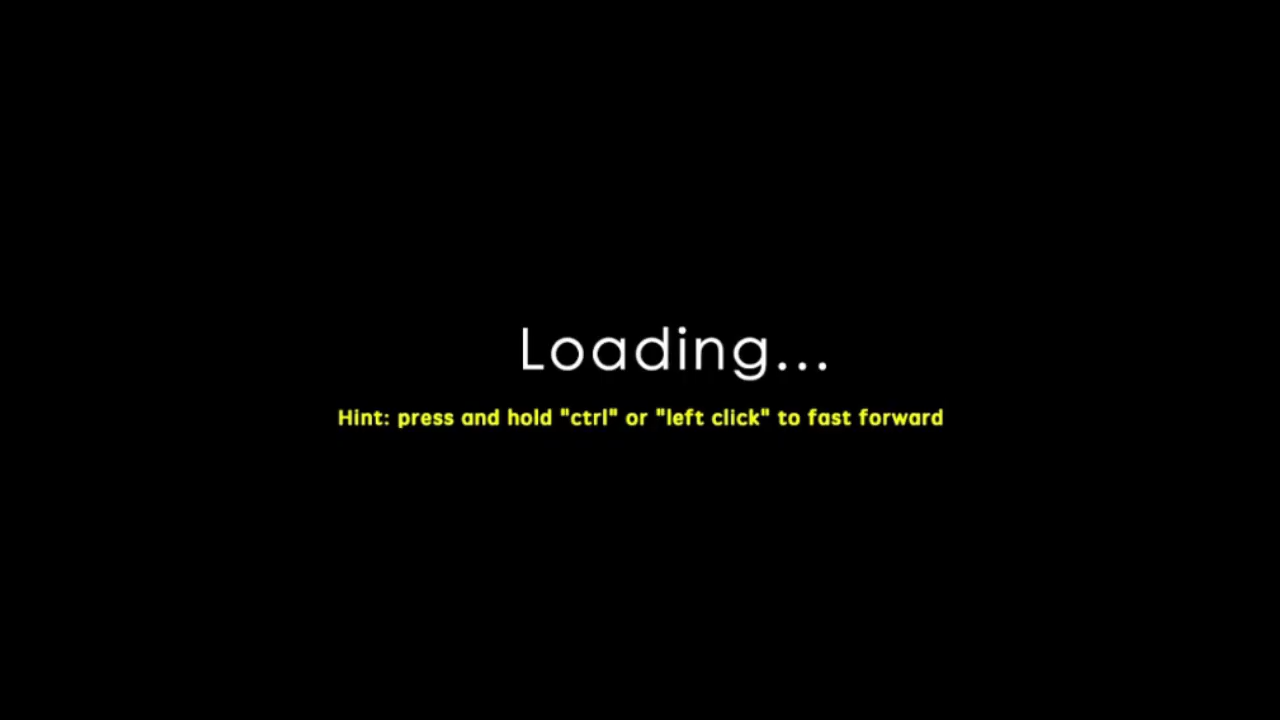 Loading...
Hint: press and hold "ctrl" or "left click" to fast forward